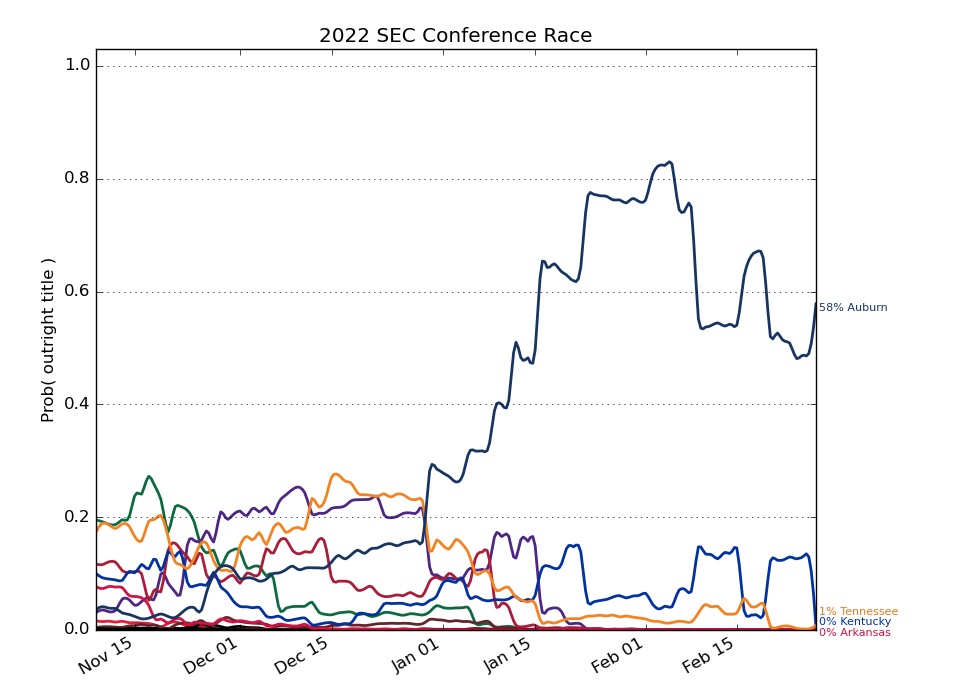 2022 SEC Conference Race
Prob( outright title )
1.0
0.8
0.6
0.4
0.2
0.0
Nov 15
Dec 01
Dec 15
Jan 01
Jan 15
Feb 01
Feb 15
58% Auburn
1% Tennessee
0% Kentucky
0% Arkansas